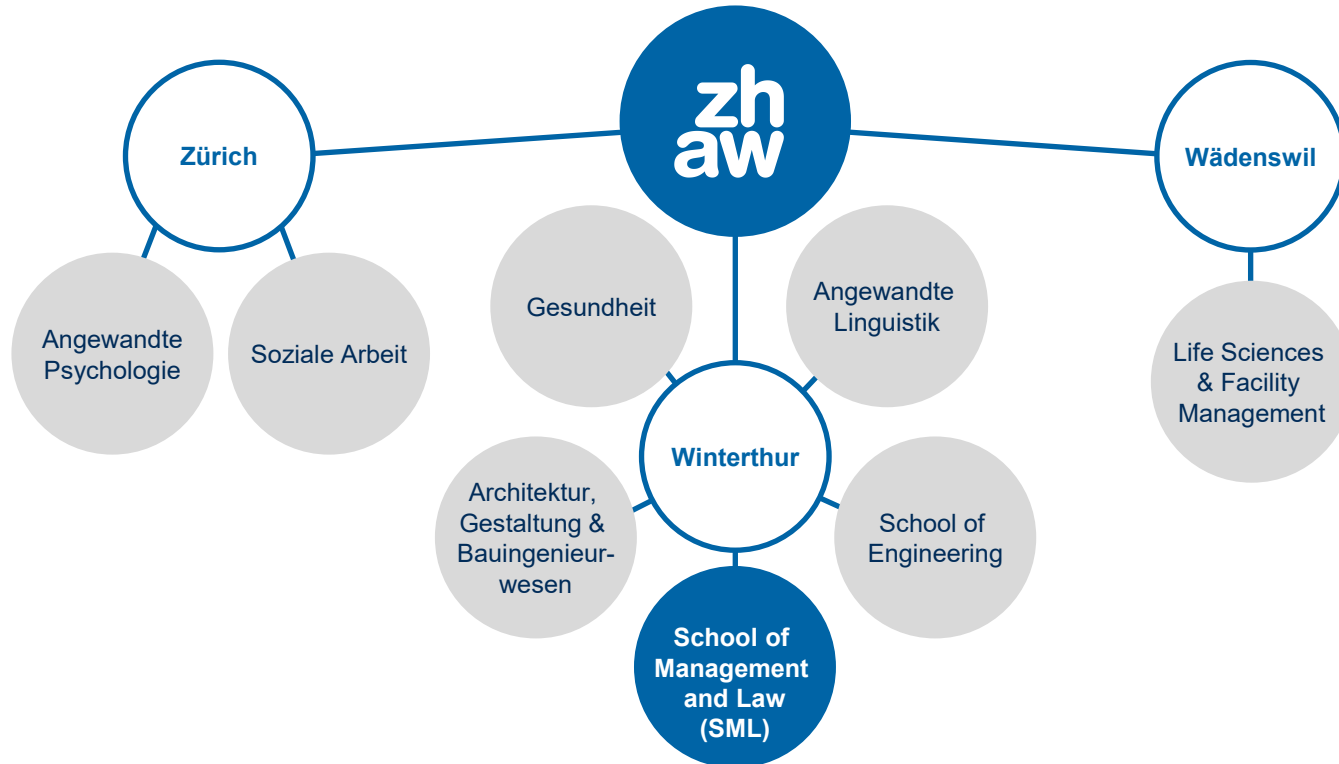 zh
aw
Zürich
Wädenswil
Gesundheit
Angewandte
Linguistik
Angewandte
Psychologie
Soziale Arbeit
Life Sciences
& Facility
Management
Winterthur
Architektur,
Gestaltung &
Bauingenieur-
wesen
School of
Engineering
School of
Management
and Law
(SML)